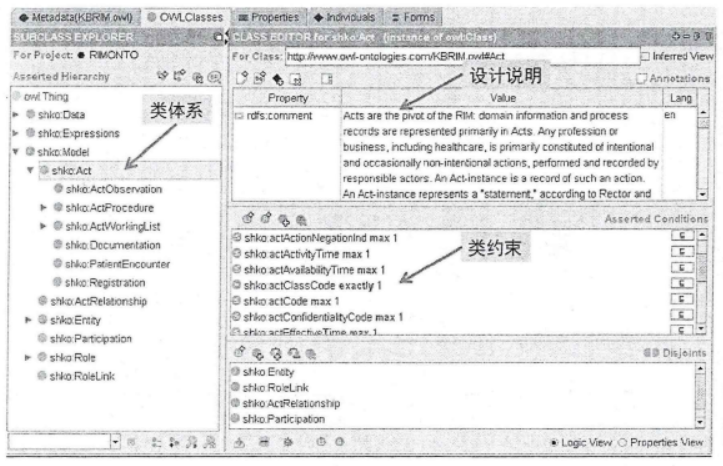 Metadata(KBRIM.owl)
OWLClasses
Properties
Individuals
Forms
SUBCLASS EXPLORER
For Project: RIMONTO
Asserted Hierarchy
owl:Thing
shko:Data
shko:Expressions
shko:Model
shko:Act
shko:ActObservation
shko:ActProcedure
shko:ActWorkingList
shko:Documentation
shko:PatientEncounter
shko:Registration
shko:ActRelationship
shko:Entity
shko:Participation
shko:Role
shko:RoleLink
类体系
CLASS EDITOR for shko:Act (instance of owl:Class)
For Class: http://www.owl-ontologies.com/KBRIM.owl#Act
Inferred View
设计说明
Annotations
Property Value Lang
rdfs:comment
Acts are the pivot of the RIM: domain information and process
en
records are represented primarily in Acts. Any profession or
business, including healthcare, is primarily constituted of intentional
and occasionally non-intentional actions, performed and recorded by
responsible actors. An Act-instance is a record of such an action.
An Act-instance represents a "statement," according to Rector and
Asserted Conditions
shko:actActionNegationInd max 1
shko:actActivityTime max 1
shko:actAvailabilityTime max 1
shko:actClassCode exactly 1
shko:actCode max 1
shko:actConfidentialityCode max 1
shko:actEffectiveTime max 1
类约束
Disjoints
shko:Entity
shko:RoleLink
shko:ActRelationship
shko:Participation
Logic View
Properties View